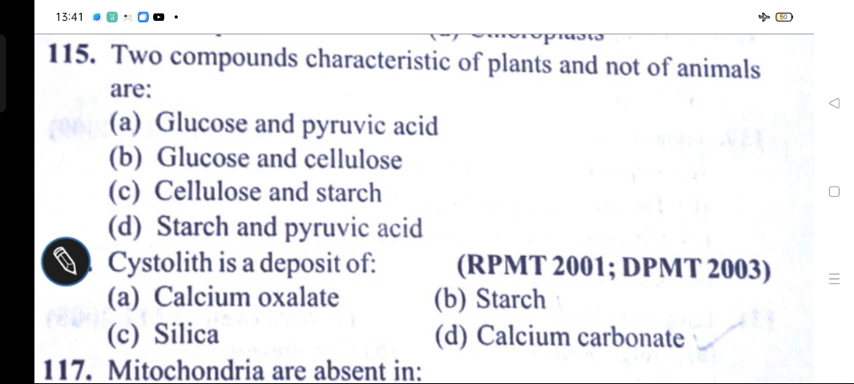 13:41
50
115. Two compounds characteristic of plants and not of animals
are:
(a) Glucose and pyruvic acid
(b) Glucose and cellulose
(c) Cellulose and starch
(d) Starch and pyruvic acid
Cystolith is a deposit of: (RPMT 2001; DPMT 2003)
(a) Calcium oxalate (b) Starch
(c) Silica (d) Calcium carbonate
117. Mitochondria are absent in: